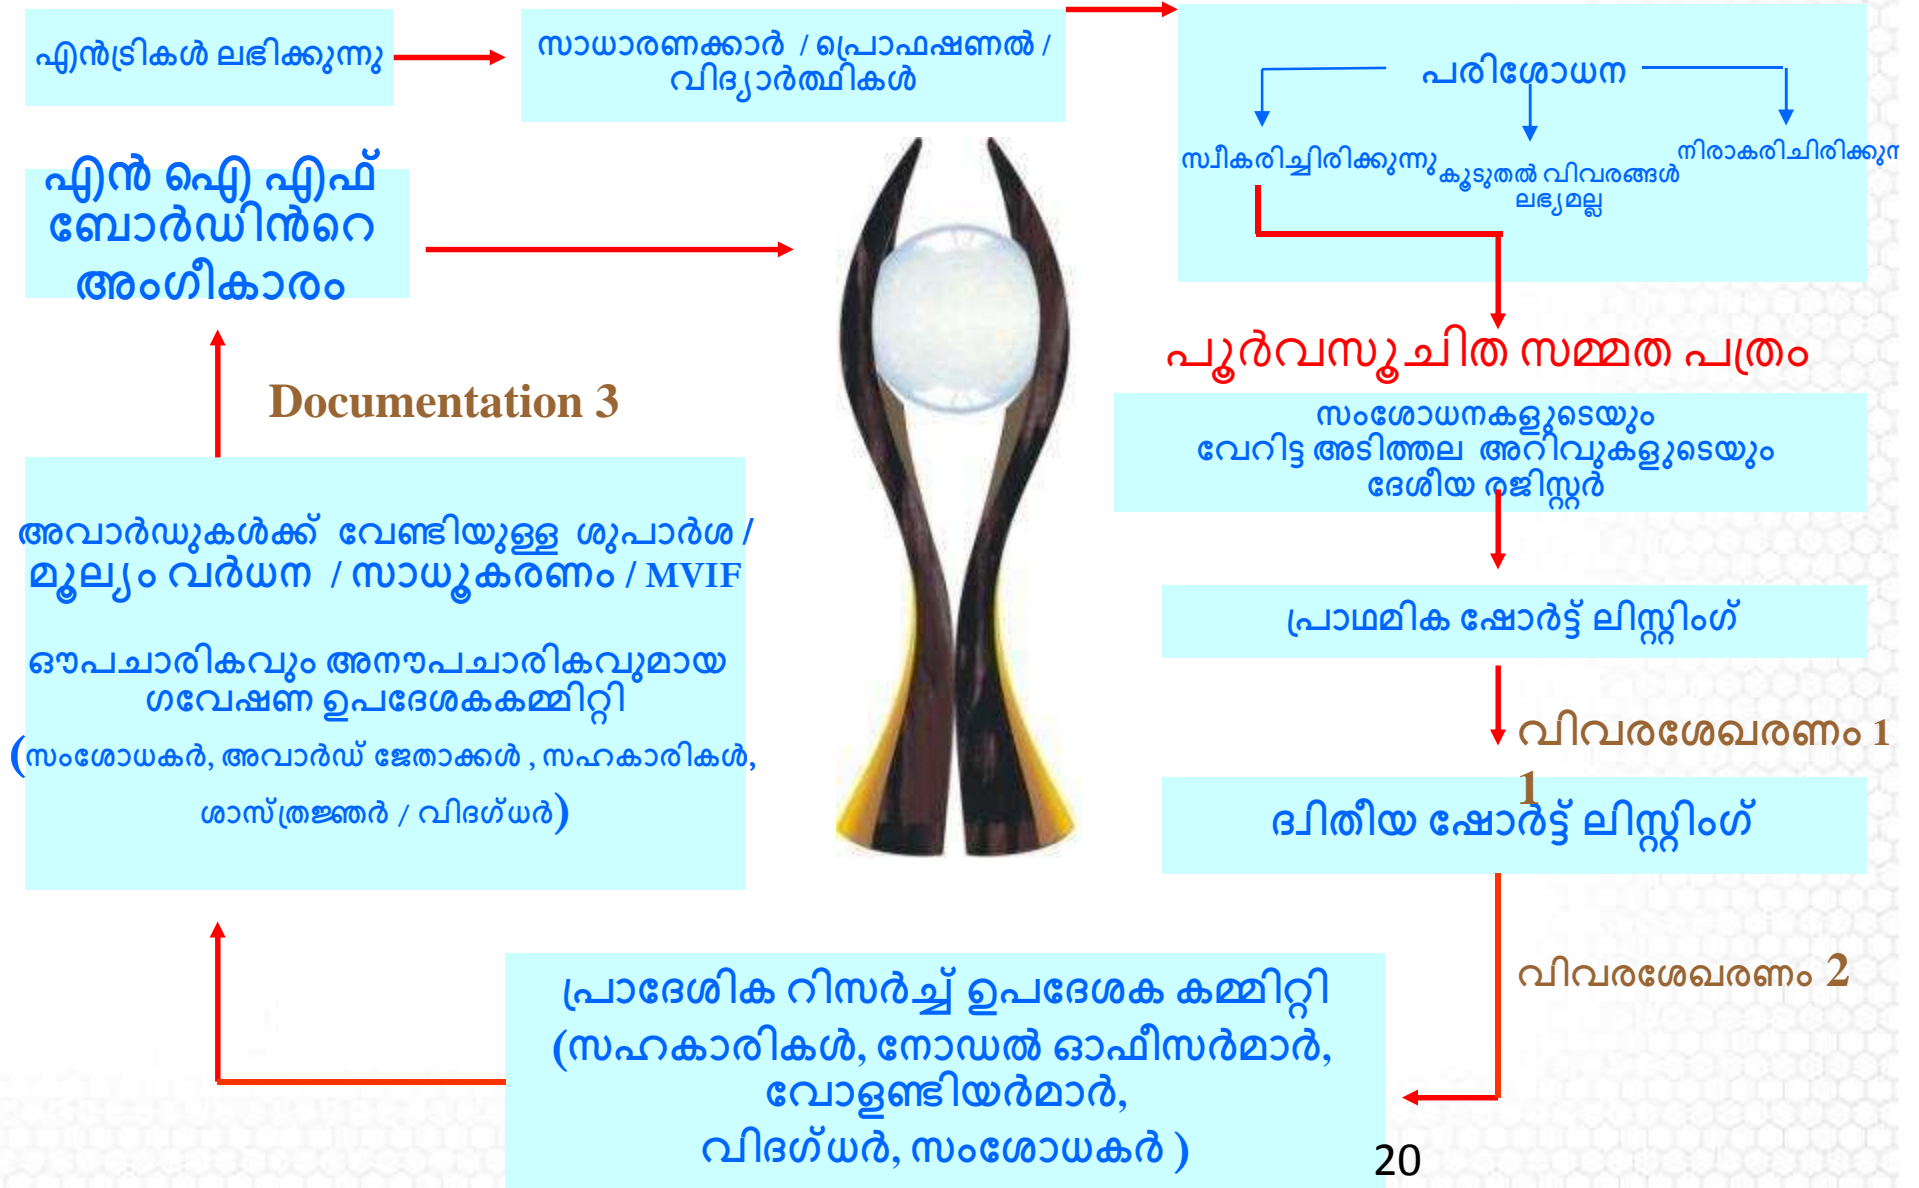 എൻട്രികൾ ലഭിക്കുന്നു
സാധാരണക്കാർ / പ്രൊഫഷണൽ /
വിദ്യാർത്ഥികൾ
പരിശോധന
സ്വീകരിച്ചിരിക്കുന്നു
കൂടുതൽ വിവരങ്ങൾ
ലഭ്യമല്ല
എൻ ഐ എഫ്
ബോർഡിൻറെ
അംഗീകാരം
പൂർവസൂചിത സമ്മത പത്രം
സംശോധനകളുടെയും
വേറിട്ട അടിത്തല അറിവുകളുടെയും
ദേശീയ രജിസ്റ്റർ
പ്രാഥമിക ഷോർട്ട് ലിസ്റ്റിംഗ്
വിവരശേഖരണം 1
1
ദ്വിതീയ ഷോർട്ട് ലിസ്റ്റിംഗ്
വിവരശേഖരണം 2
പ്രാദേശിക റിസർച്ച് ഉപദേശക കമ്മിറ്റി
(സഹകാരികൾ, നോഡൽ ഓഫീസർമാർ,
വോളണ്ടിയർമാർ,
വിദഗ്ധർ, സംശോധകർ )
Documentation 3
അവാർഡുകൾക്ക് വേണ്ടിയുള്ള ശുപാർശ /
മൂല്യം വർധന / സാധൂകരണം / MVIF
ഔപചാരികവും അനൗപചാരികവുമായ
ഗവേഷണ ഉപദേശകകമ്മിറ്റി
(സംശോധകർ, അവാർഡ് ജേതാക്കൾ , സഹകാരികൾ,
ശാസ്ത്രജ്ഞർ / വിദഗ്ധർ)
20